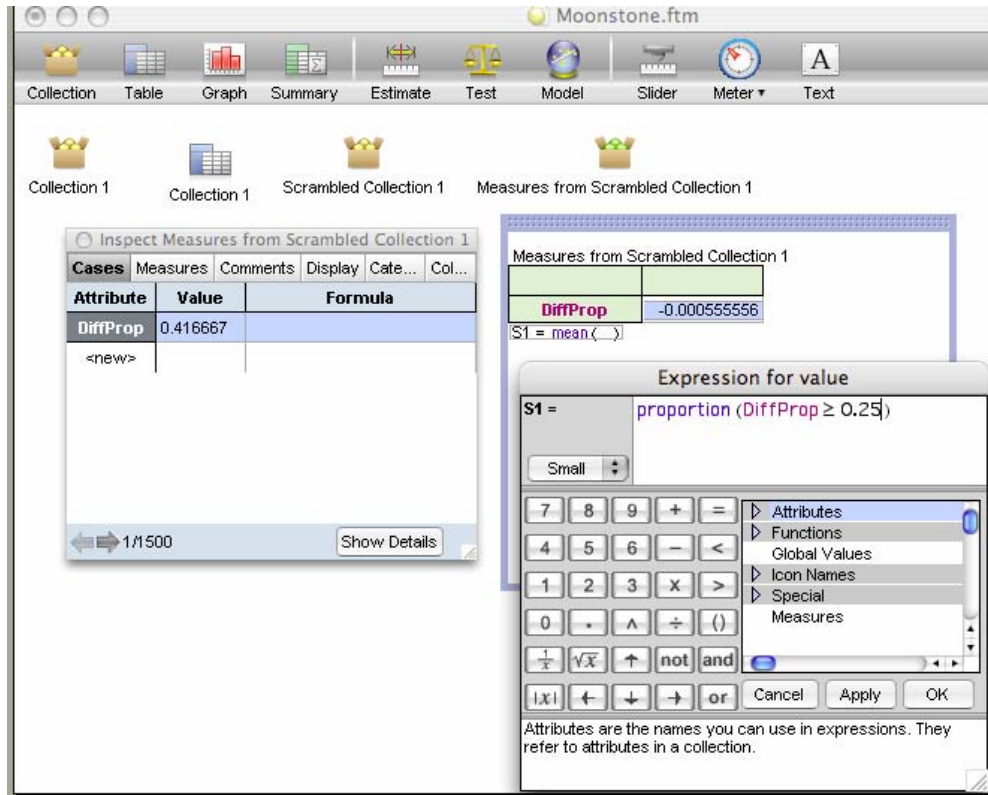 Moonstone.ftm
Collection Table Graph Summary Estimate Test Model Slider Meter ▾ Text
A
Collection 1
Collection 1
Scrambled Collection 1
Measures from Scrambled Collection 1
Inspect Measures from Scrambled Collection 1
Cases Measures Comments Display Cate... Col...
Attribute Value Formula
DiffProp 0.416667
<new>
1/1500
Show Details
Measures from Scrambled Collection 1
DiffProp -0.000555556
S1 = mean ( )
Expression for value
S1 = proportion (DiffProp ≥ 0.25)
Small
7 8 9 + =
4 5 6 − <
1 2 3 x >
0 . ^ ÷ ()
1/x √x ↑ not and
|x| ← ↓ → or
Attributes
Functions
Global Values
Icon Names
Special
Measures
Cancel Apply OK
Attributes are the names you can use in expressions. They
refer to attributes in a collection.